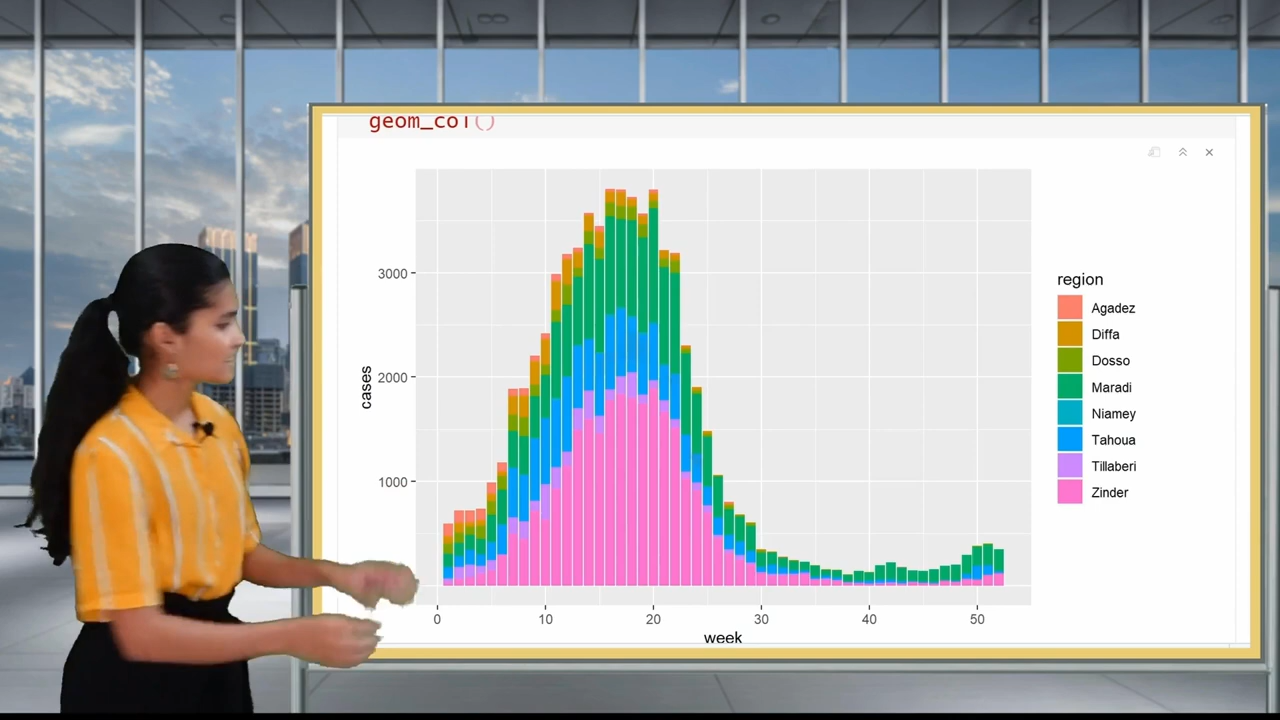 geom_col()
3000
2000
1000
cases
0
10
20
30
40
50
week
region
Agadez
Diffa
Dosso
Maradi
Niamey
Tahoua
Tillaberi
Zinder